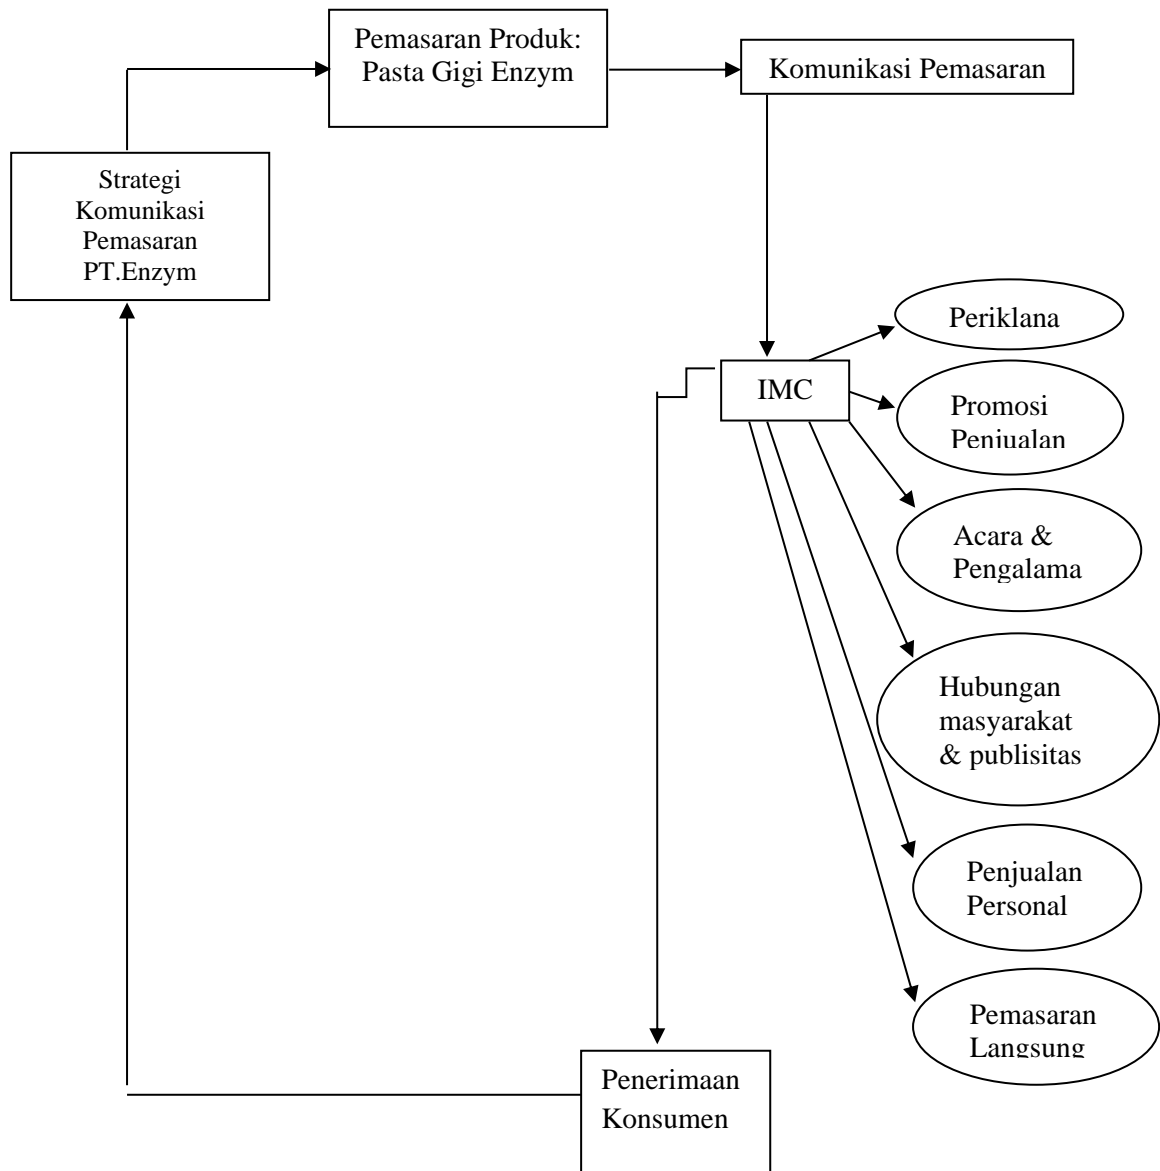 Pemasaran Produk:
Pasta Gigi Enzym
Komunikasi Pemasaran
Strategi
Komunikasi
Pemasaran
PT.Enzym
Periklana
IMC
Promosi
Penjualan
Acara &
Pengalama
Hubungan
masyarakat
& publisitas
Penjualan
Personal
Pemasaran
Langsung
Penerimaan
Konsumen